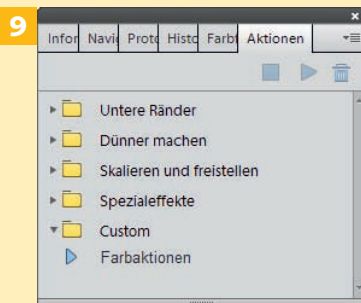 9
Infor Navi Proto Histo Farbf Aktionen
Untere Ränder
Dünner machen
Skalieren und freistellen
Spezialeffekte
Custom
Farbaktionen